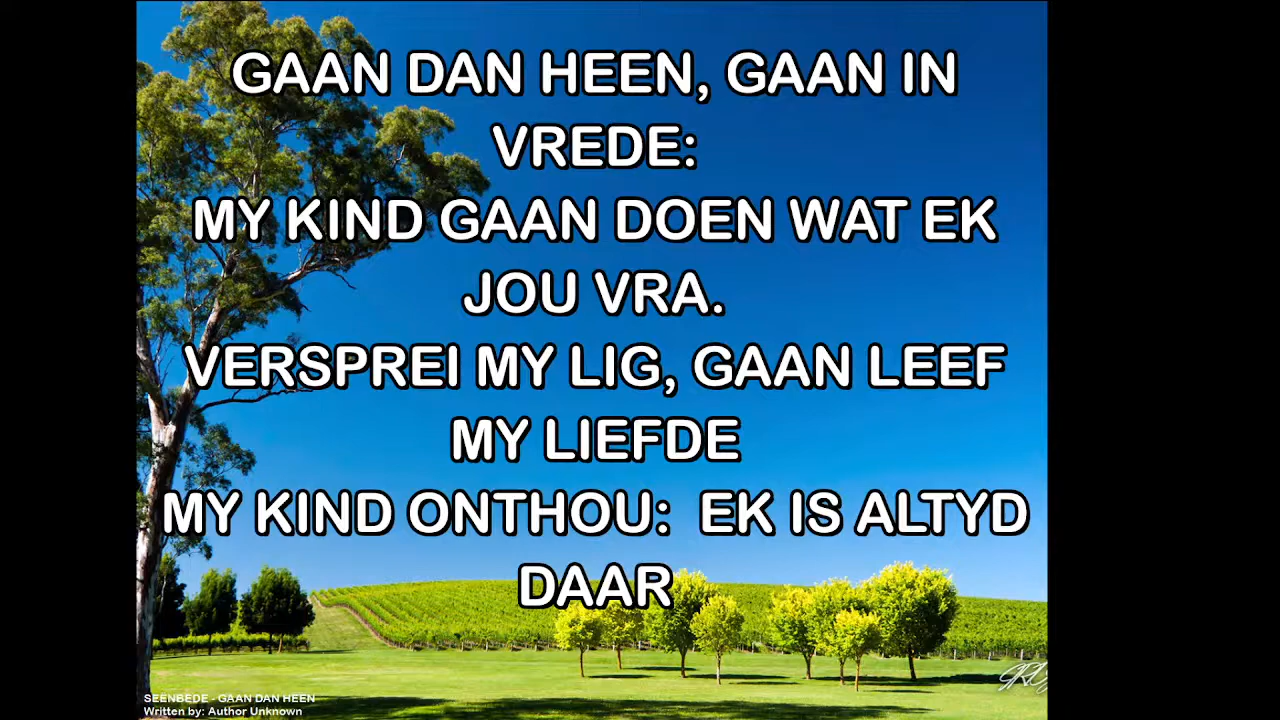 GAAN DAN HEEN, GAAN IN
VREDE:
MY KIND GAAN DOEN WAT EK
JOU VRA.
VERSPREI MY LIG, GAAN LEEF
MY LIEFDE
MY KIND ONTHOU: EK IS ALTYD
DAAR
SEENBEDE - GAAN DAN HEEN
Written by: Author Unknown